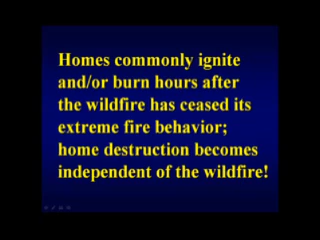 Homes commonly ignite
and/or burn hours after
the wildfire has ceased its
extreme fire behavior;
home destruction becomes
independent of the wildfire!